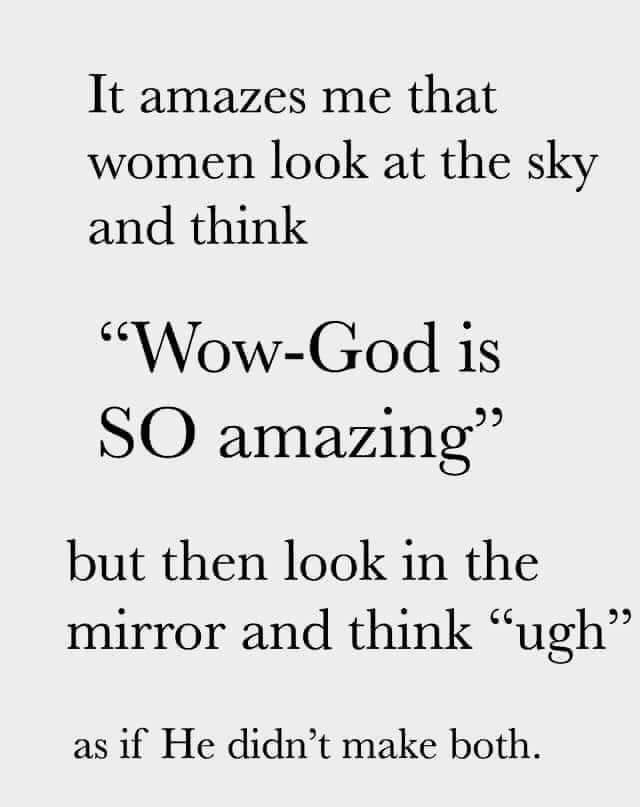 It amazes me that
women look at the sky
and think
“Wow-God is
SO amazing”
but then look in the
mirror and think “ugh”
as if He didn’t make both.